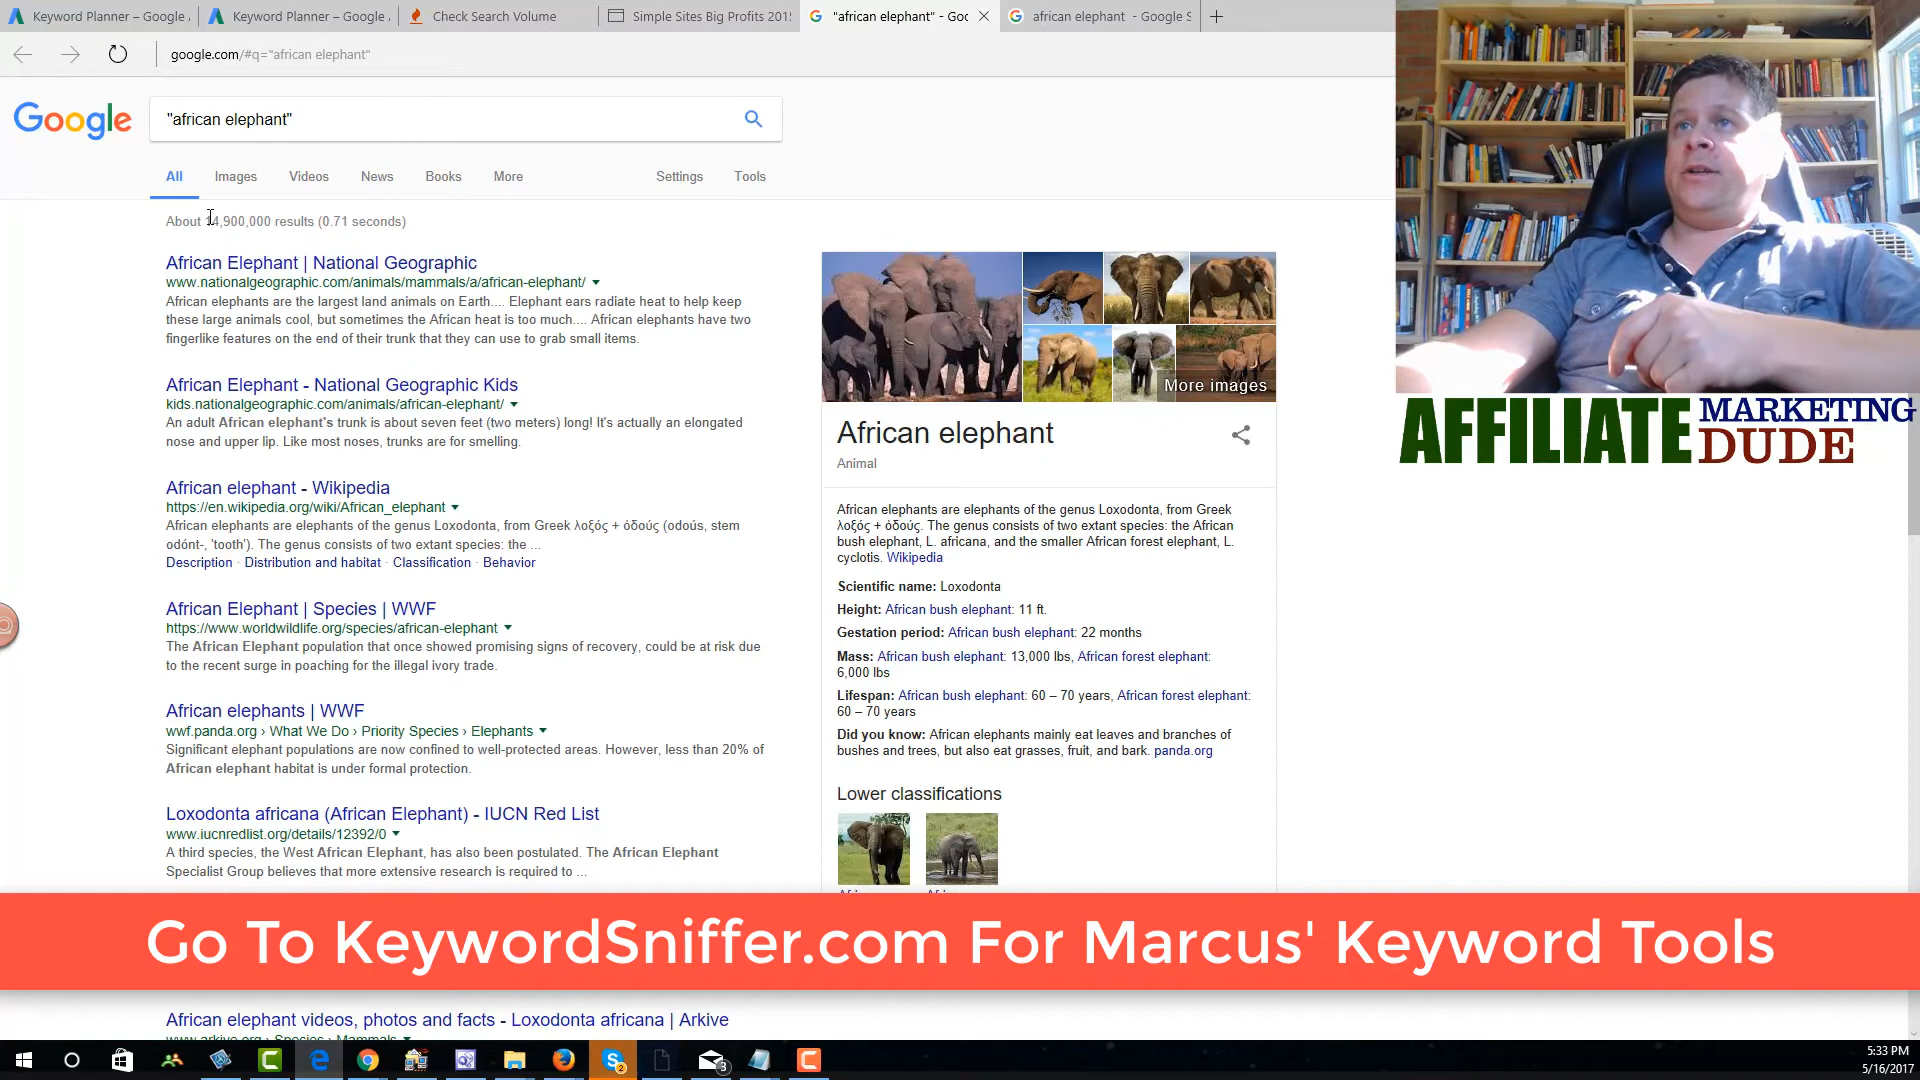 Keyword Planner – Google A
Keyword Planner – Google A
Check Search Volume
Simple Sites Big Profits 2015
"african elephant" - Goo
african elephant - Google S
google.com/#q="african elephant"
Google
"african elephant"
All
Images
Videos
News
Books
More
Settings
Tools
About 14,900,000 results (0.71 seconds)
African Elephant | National Geographic
www.nationalgeographic.com/animals/mammals/a/african-elephant/
African elephants are the largest land animals on Earth.... Elephant ears radiate heat to help keep
these large animals cool, but sometimes the African heat is too much.... African elephants have two
fingerlike features on the end of their trunk that they can use to grab small items.
African Elephant - National Geographic Kids
kids.nationalgeographic.com/animals/african-elephant/
An adult African elephant's trunk is about seven feet (two meters) long! It's actually an elongated
nose and upper lip. Like most noses, trunks are for smelling.
African elephant - Wikipedia
https://en.wikipedia.org/wiki/African_elephant
African elephants are elephants of the genus Loxodonta, from Greek λοξός + όδούς (odoús, stem
odónt-, 'tooth'). The genus consists of two extant species: the ...
Description · Distribution and habitat · Classification · Behavior
African Elephant | Species | WWF
https://www.worldwildlife.org/species/african-elephant
The African Elephant population that once showed promising signs of recovery, could be at risk due
to the recent surge in poaching for the illegal ivory trade.
African elephants | WWF
wwf.panda.org › What We Do › Priority Species › Elephants
Significant elephant populations are now confined to well-protected areas. However, less than 20% of
African elephant habitat is under formal protection.
Loxodonta africana (African Elephant) - IUCN Red List
www.iucnredlist.org/details/12392/0
A third species, the West African Elephant, has also been postulated. The African Elephant
Specialist Group believes that more extensive research is required to ...
More images
African elephant
Animal
African elephants are elephants of the genus Loxodonta, from Greek
λοξός + όδούς. The genus consists of two extant species: the African
bush elephant, L. africana, and the smaller African forest elephant, L.
cyclotis. Wikipedia
Scientific name: Loxodonta
Height: African bush elephant: 11 ft.
Gestation period: African bush elephant: 22 months
Mass: African bush elephant: 13,000 lbs, African forest elephant:
6,000 lbs
Lifespan: African bush elephant: 60 – 70 years, African forest elephant:
60 – 70 years
Did you know: African elephants mainly eat leaves and branches of
bushes and trees, but also eat grasses, fruit, and bark. panda.org
Lower classifications
AFFILIATE MARKETING DUDE
Go To KeywordSniffer.com For Marcus' Keyword Tools
African elephant videos, photos and facts - Loxodonta africana | Arkive
www.arkive.org › Species › Mammals
2
3
5:33 PM
5/16/2017